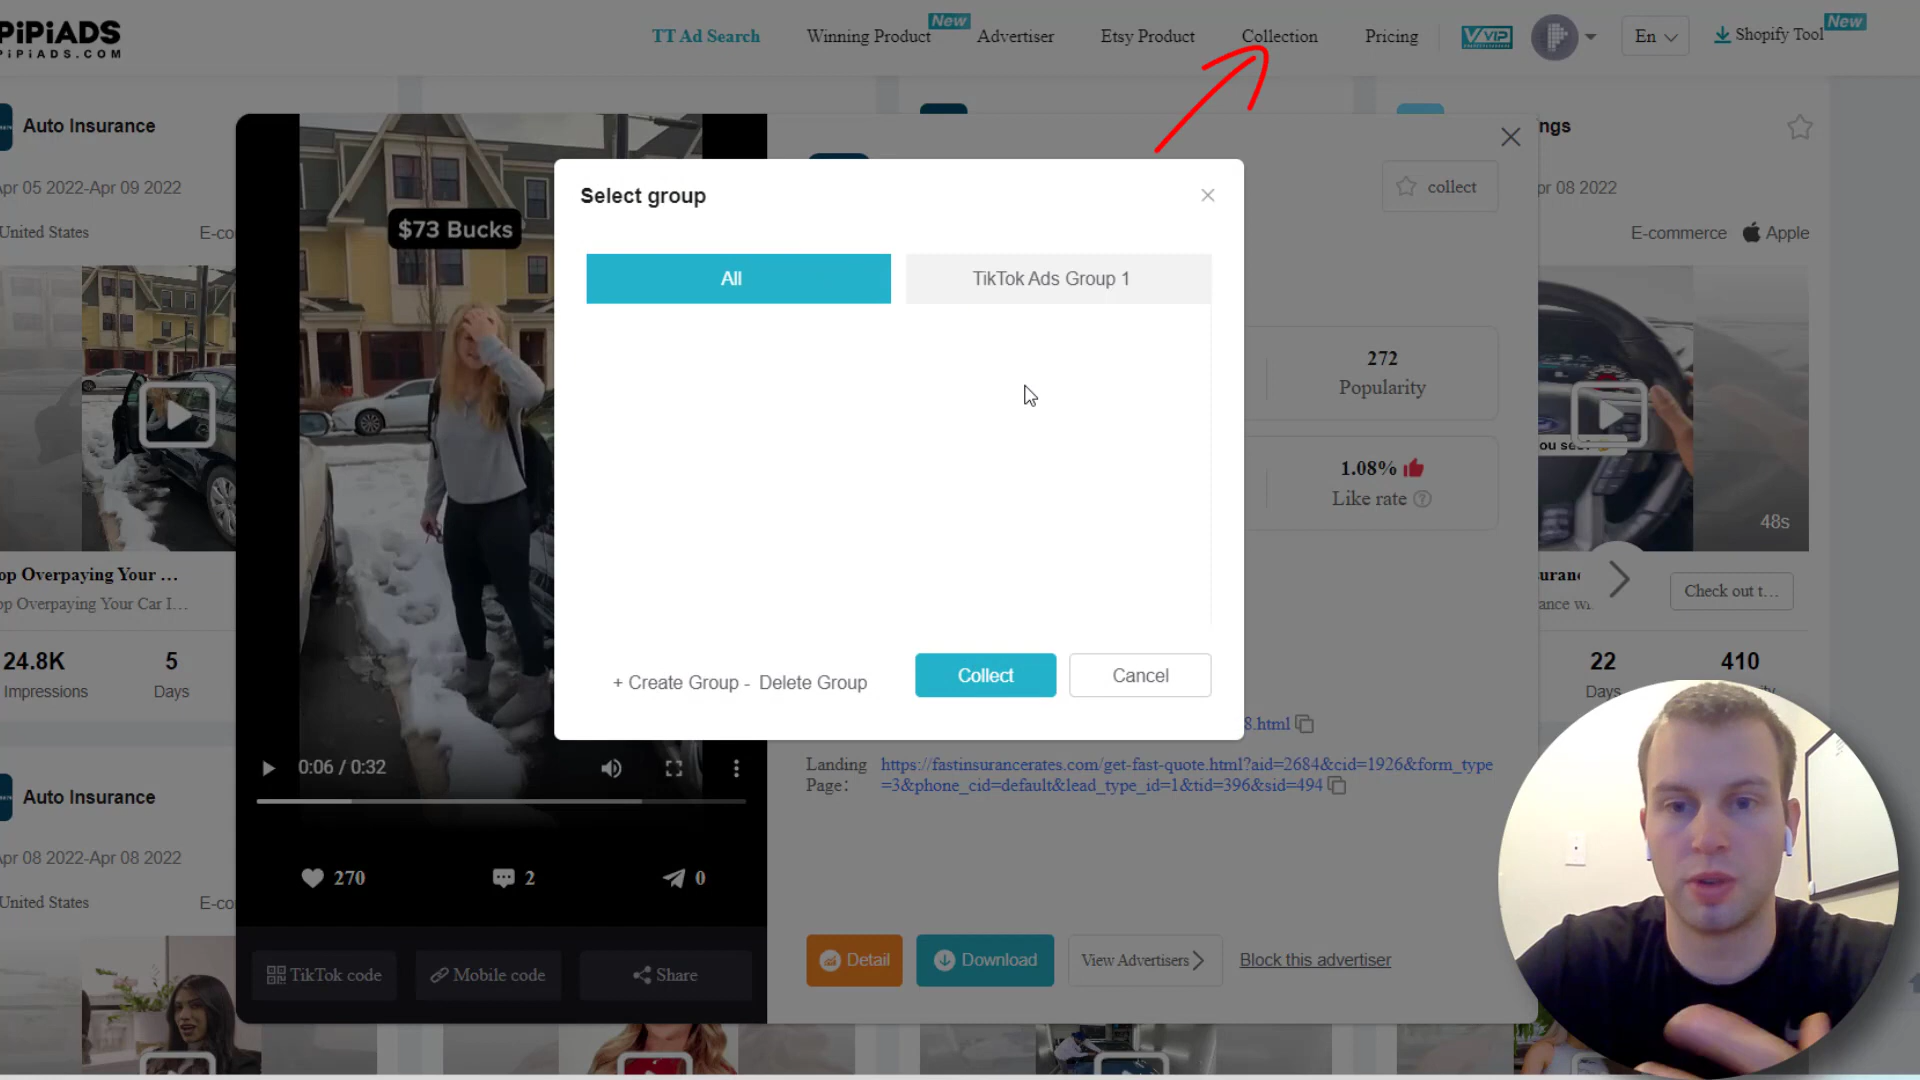 PiPiADS
PiPiADS.COM
TT Ad Search
Winning Product
New
Advertiser
Etsy Product
Collection
Pricing
VIP
En
Shopify Tool
New
Auto Insurance
Apr 05 2022-Apr 09 2022
United States
E-co
op Overpaying Your …
op Overpaying Your Car I…
24.8K
Impressions
5
Days
Auto Insurance
Apr 08 2022-Apr 08 2022
United States
E-co
$73 Bucks
0:06 / 0:32
270
2
0
TikTok code
Mobile code
Share
Select group
All
TikTok Ads Group 1
+ Create Group -
Delete Group
Collect
Cancel
collect
272
Popularity
1.08%
Like rate
8.html
Landing
Page:
https://fastinsurancerates.com/get-fast-quote.html?aid=2684&cid=1926&form_type
=3&phone_cid=default&lead_type_id=1&tid=396&sid=494
Detail
Download
View Advertisers
Block this advertiser
ngs
pr 08 2022
E-commerce
Apple
48s
Check out t…
22
Days
410